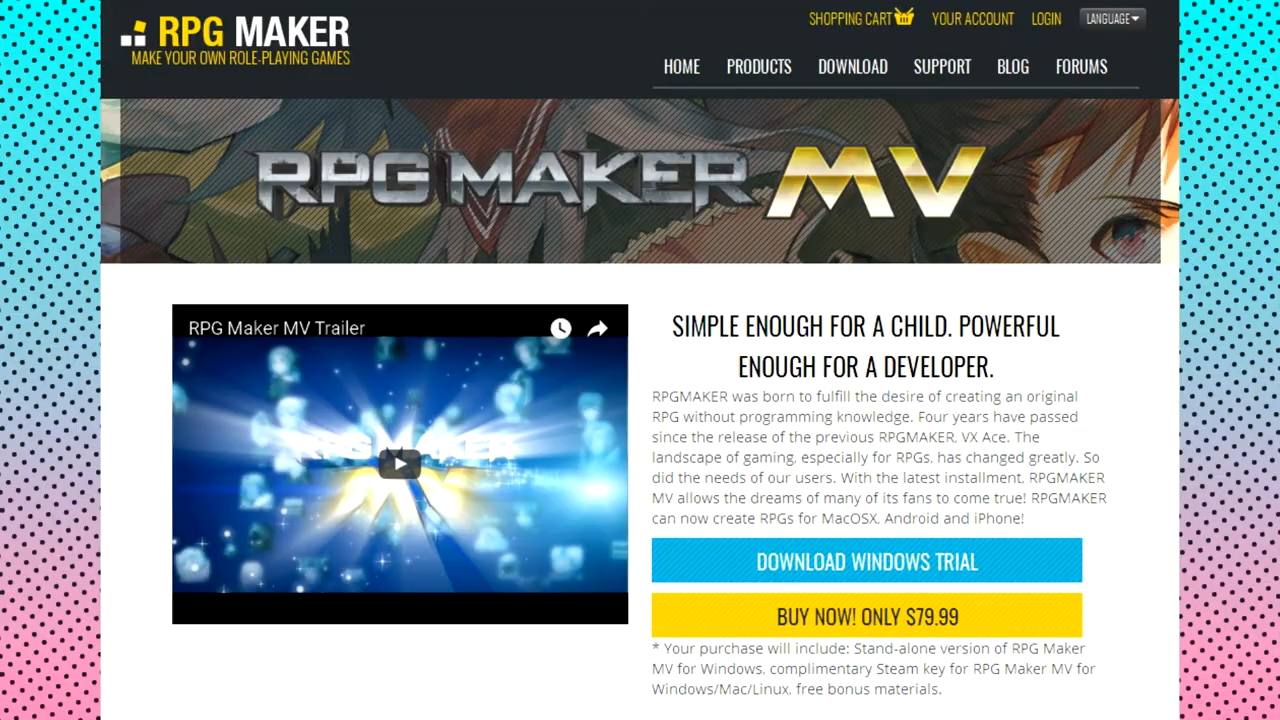 RPG MAKER
MAKE YOUR OWN ROLE-PLAYING GAMES
SHOPPING CART
YOUR ACCOUNT
LOGIN
LANGUAGE
HOME
PRODUCTS
DOWNLOAD
SUPPORT
BLOG
FORUMS
RPG MAKER MV
RPG Maker MV Trailer
RPG MAKER
MV
SIMPLE ENOUGH FOR A CHILD. POWERFUL
ENOUGH FOR A DEVELOPER.
RPGMAKER was born to fulfill the desire of creating an original
RPG without programming knowledge. Four years have passed
since the release of the previous RPGMAKER, VX Ace. The
landscape of gaming, especially for RPGs, has changed greatly. So
did the needs of our users. With the latest installment, RPGMAKER
MV allows the dreams of many of its fans to come true! RPGMAKER
can now create RPGs for MacOSX, Android and iPhone!
DOWNLOAD WINDOWS TRIAL
BUY NOW! ONLY $79.99
* Your purchase will include: Stand-alone version of RPG Maker
MV for Windows, complimentary Steam key for RPG Maker MV for
Windows/Mac/Linux, free bonus materials.